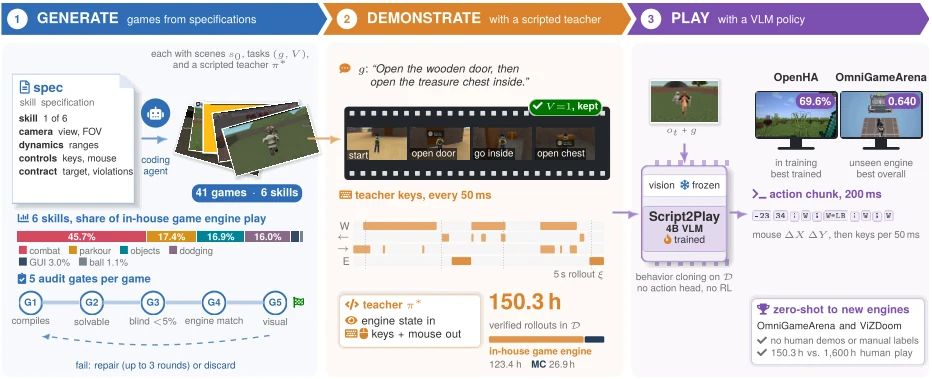 1 GENERATE games from specifications
each with scenes s₀, tasks (g, V),
and a scripted teacher π*
spec
skill specification
skill 1 of 6
camera view, FOV
dynamics ranges
controls keys, mouse
contract target, violations
coding
agent
41 games · 6 skills
6 skills, share of in-house game engine play
45.7% 17.4% 16.9% 16.0%
combat parkour objects dodging
GUI 3.0% ball 1.1%
5 audit gates per game
G1 G2 G3 G4 G5
compiles solvable blind <5% engine match visual
fail: repair (up to 3 rounds) or discard
2 DEMONSTRATE with a scripted teacher
g: “Open the wooden door, then
open the treasure chest inside.”
V=1, kept
start open door go inside open chest
teacher keys, every 50 ms
W
←
→
E
5 s rollout ξ
teacher π*
engine state in
keys + mouse out
150.3 h
verified rollouts in D
in-house game engine
123.4 h MC 26.9 h
3 PLAY with a VLM policy
oₜ + g
vision frozen
Script2Play
4B VLM
trained
behavior cloning on D
no action head, no RL
OpenHA OmniGameArena
69.6% 0.640
in training unseen engine
best trained best overall
action chunk, 200 ms
-23 34 ; W ; W+LB ; W ; W
mouse ΔX ΔY, then keys per 50 ms
zero-shot to new engines
OmniGameArena and ViZDoom
no human demos or manual labels
150.3 h vs. 1,600 h human play